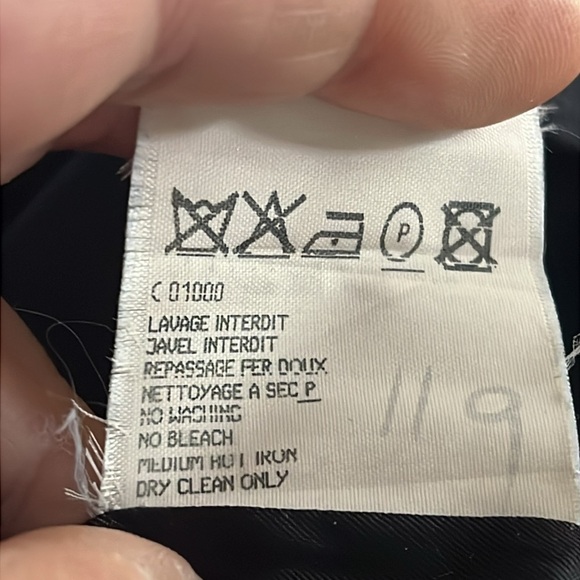 P
C 01000
LAVAGE INTERDIT
JAVEL INTERDIT
REPASSAGE FER DOUX
NETTOYAGE A SEC P
NO WASHING
NO BLEACH
MEDIUM HOT IRON
DRY CLEAN ONLY
119